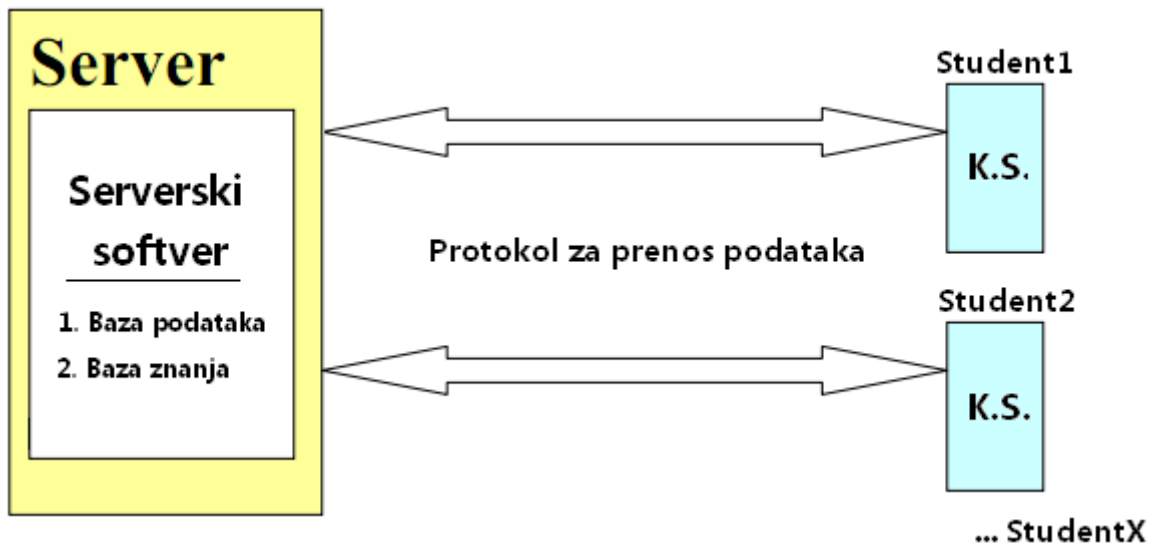 Server
Serverski
softver
1. Baza podataka
2. Baza znanja
Protokol za prenos podataka
Student1
K.S.
Student2
K.S.
... StudentX